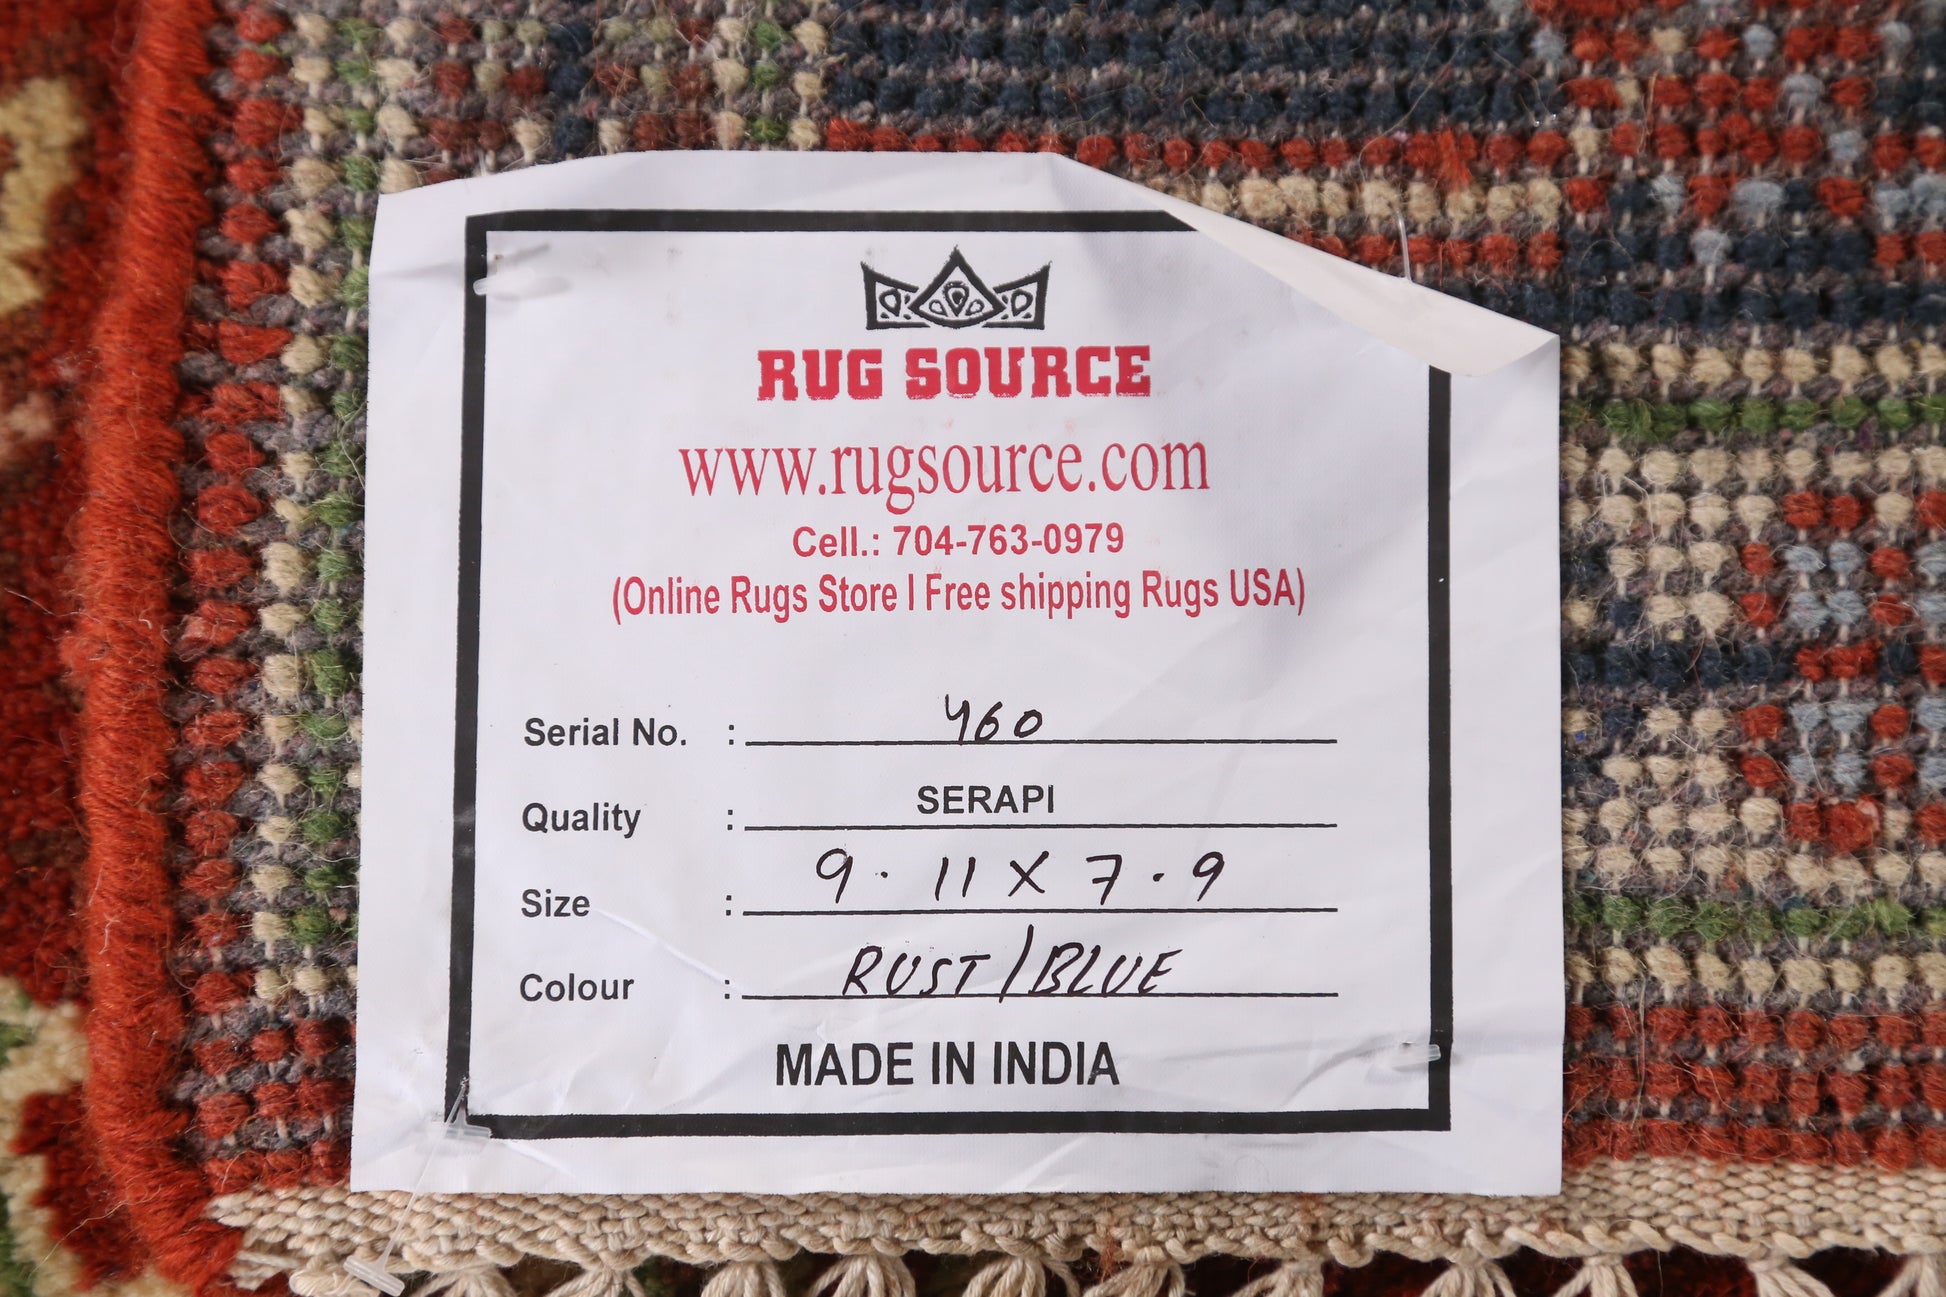 RUG SOURCE
www.rugsource.com
Cell.: 704-763-0979
(Online Rugs Store I Free shipping Rugs USA)
Serial No. : 460
Quality : SERAPI
Size : 9.11 X 7.9
Colour : RUST/BLUE
MADE IN INDIA